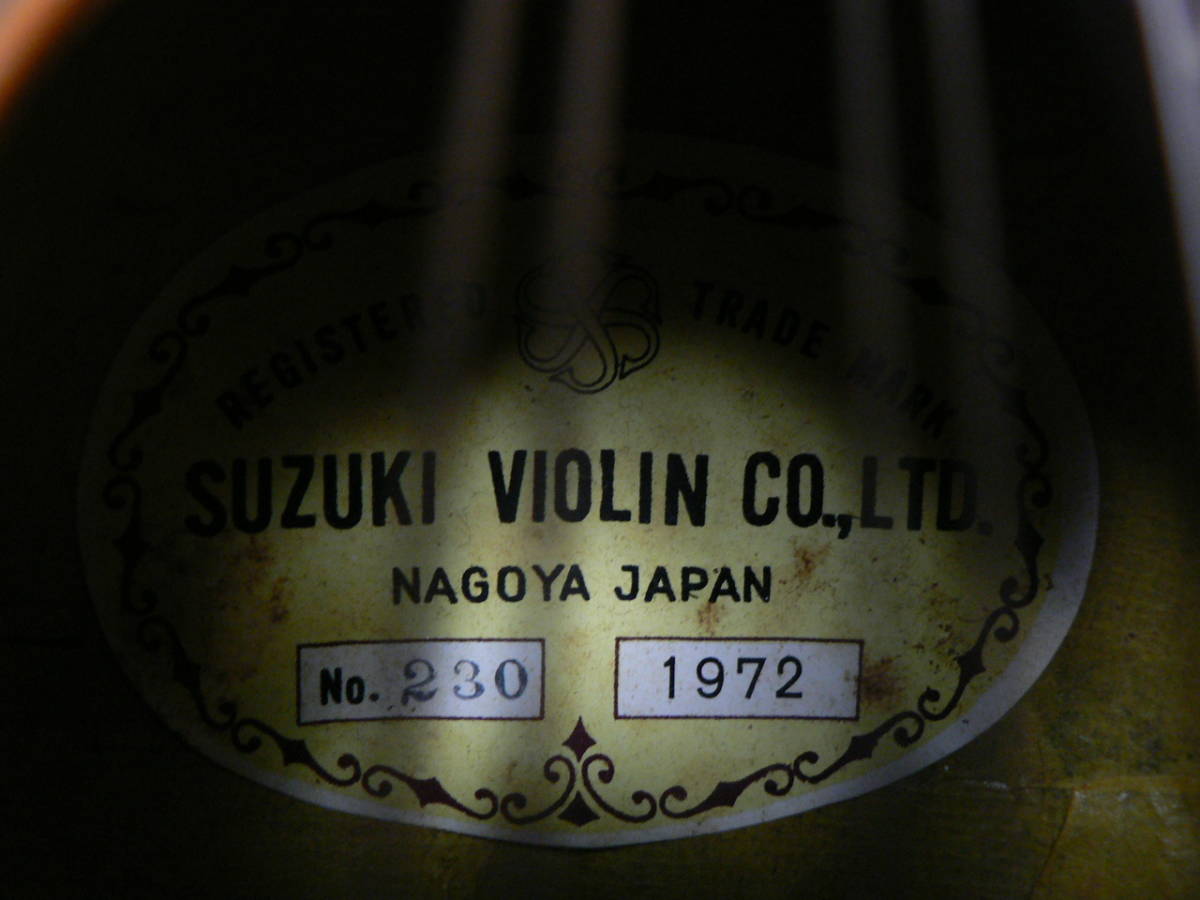 REGISTERED TRADE MARK
SUZUKI VIOLIN CO.,LTD.
NAGOYA JAPAN
No. 230 1972